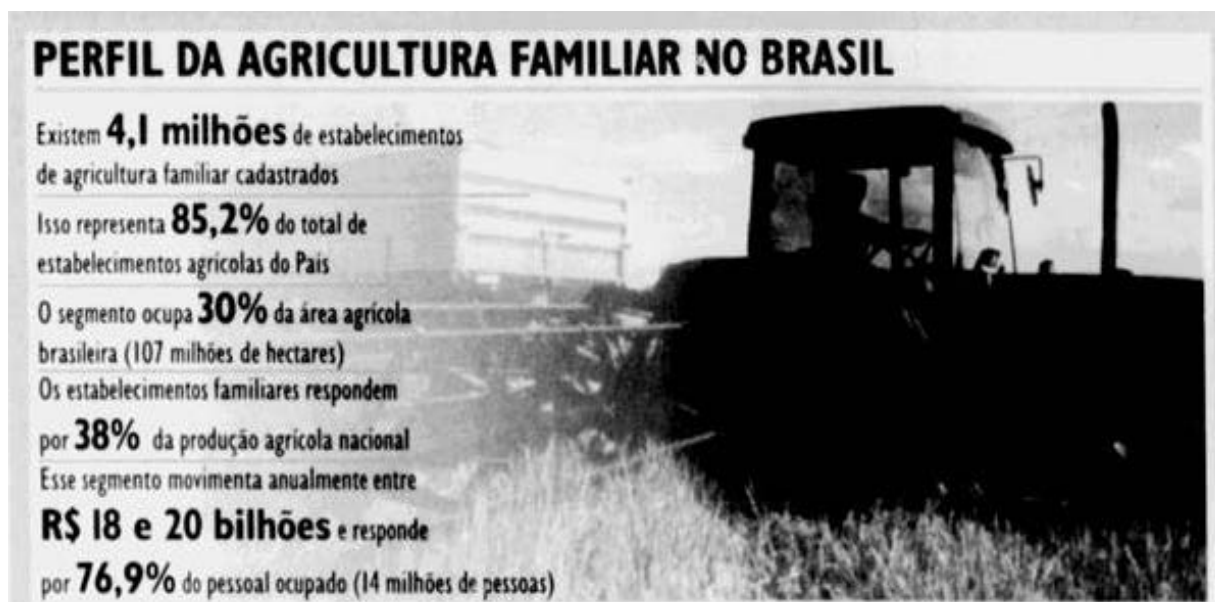 PERFIL DA AGRICULTURA FAMILIAR NO BRASIL
Existem 4,1 milhões de estabelecimentos
de agricultura familiar cadastrados
Isso representa 85,2% do total de
estabelecimentos agrícolas do País
O segmento ocupa 30% da área agrícola
brasileira (107 milhões de hectares)
Os estabelecimentos familiares respondem
por 38% da produção agrícola nacional
Esse segmento movimenta anualmente entre
R$ 18 e 20 bilhões e responde
por 76,9% do pessoal ocupado (14 milhões de pessoas)